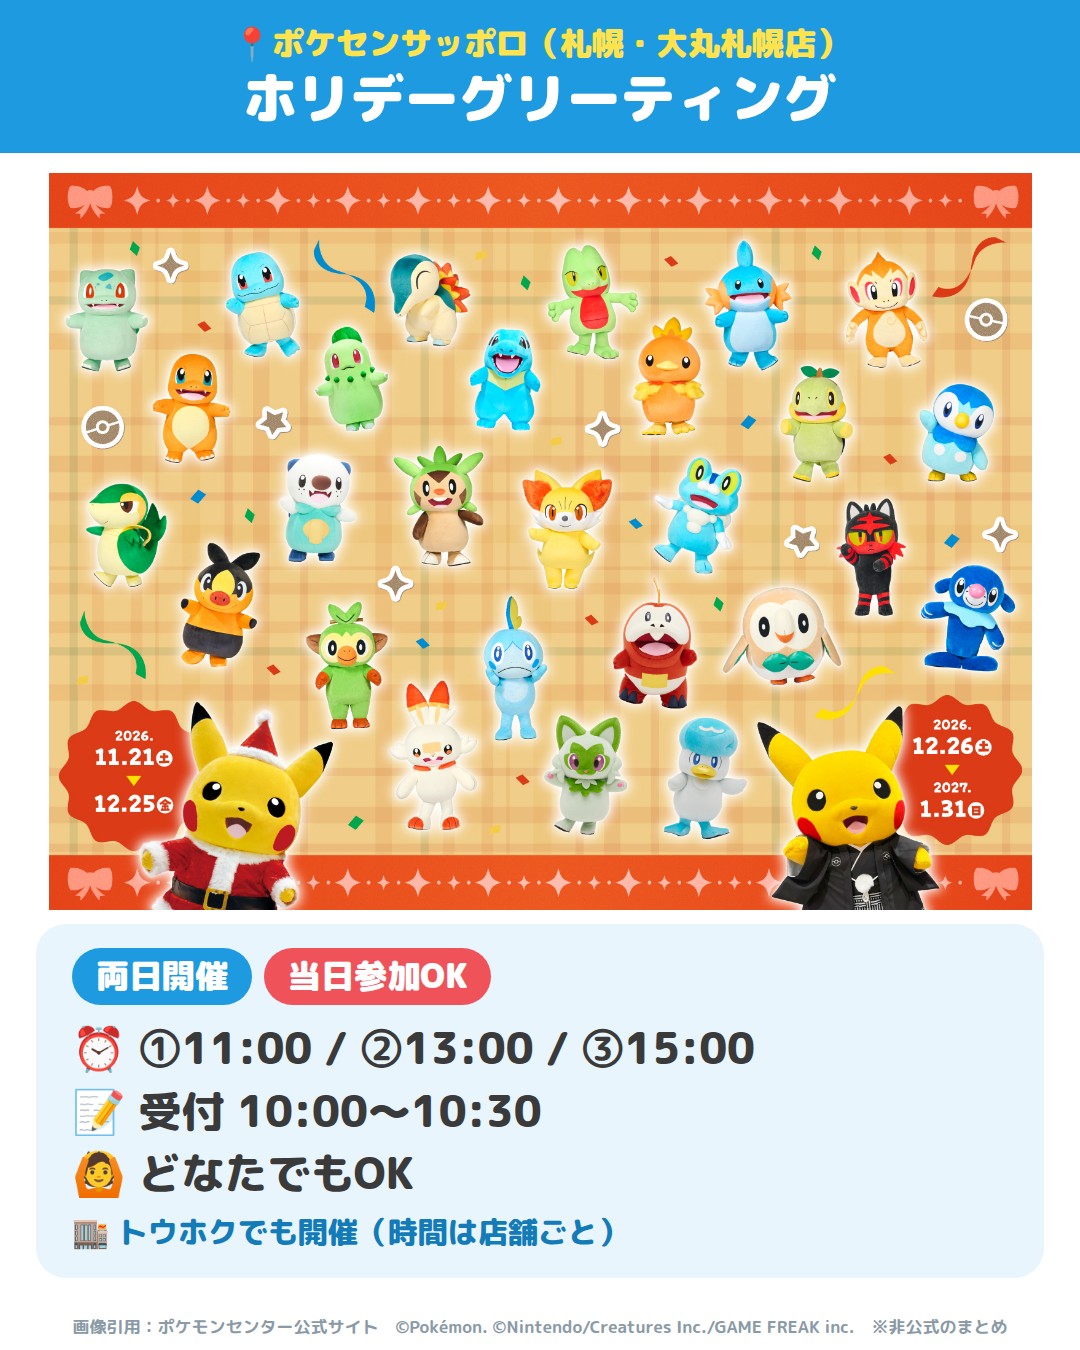 📍ポケセンサッポロ（札幌・大丸札幌店）
ホリデーグリーティング
2026.
11.21土
12.25金
2026.
12.26土
2027.
1.31日
両日開催 当日参加OK
①11:00 / ②13:00 / ③15:00
受付 10:00〜10:30
どなたでもOK
トウホクでも開催（時間は店舗ごと）
画像引用：ポケモンセンター公式サイト ©Pokémon. ©Nintendo/Creatures Inc./GAME FREAK inc. ※非公式のまとめ